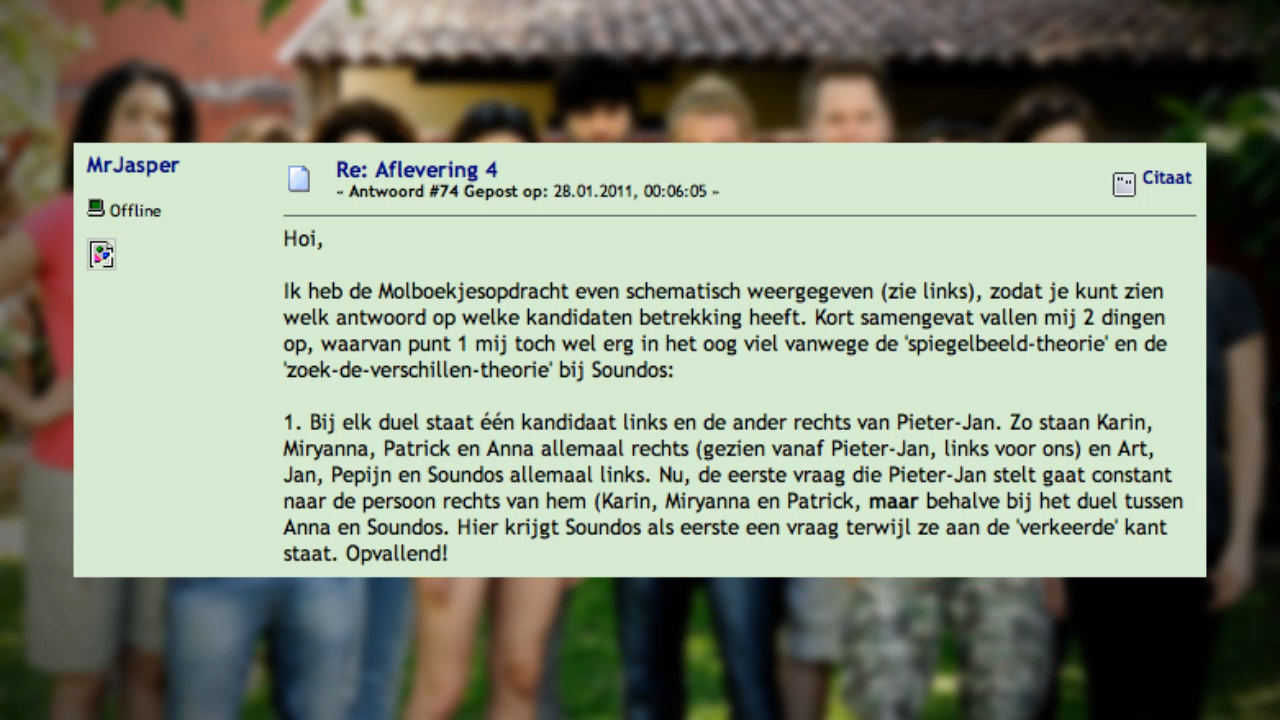 MrJasper
Offline
Re: Aflevering 4
« Antwoord #74 Gepost op: 28.01.2011, 00:06:05 »
Citaat
Hoi,
Ik heb de Molboekjesopdracht even schematisch weergegeven (zie links), zodat je kunt zien
welk antwoord op welke kandidaten betrekking heeft. Kort samengevat vallen mij 2 dingen
op, waarvan punt 1 mij toch wel erg in het oog viel vanwege de 'spiegelbeeld-theorie' en de
'zoek-de-verschillen-theorie' bij Soundos:
1. Bij elk duel staat één kandidaat links en de ander rechts van Pieter-Jan. Zo staan Karin,
Miryanna, Patrick en Anna allemaal rechts (gezien vanaf Pieter-Jan, links voor ons) en Art,
Jan, Pepijn en Soundos allemaal links. Nu, de eerste vraag die Pieter-Jan stelt gaat constant
naar de persoon rechts van hem (Karin, Miryanna en Patrick, maar behalve bij het duel tussen
Anna en Soundos. Hier krijgt Soundos als eerste een vraag terwijl ze aan de 'verkeerde' kant
staat. Opvallend!